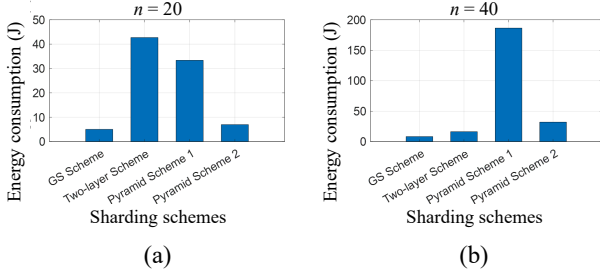 n = 20
Energy consumption (J)
50
40
30
20
10
0
GS Scheme
Two-layer Scheme
Pyramid Scheme 1
Pyramid Scheme 2
Sharding schemes
(a)
n = 40
Energy consumption (J)
200
150
100
50
0
GS Scheme
Two-layer Scheme
Pyramid Scheme 1
Pyramid Scheme 2
Sharding schemes
(b)